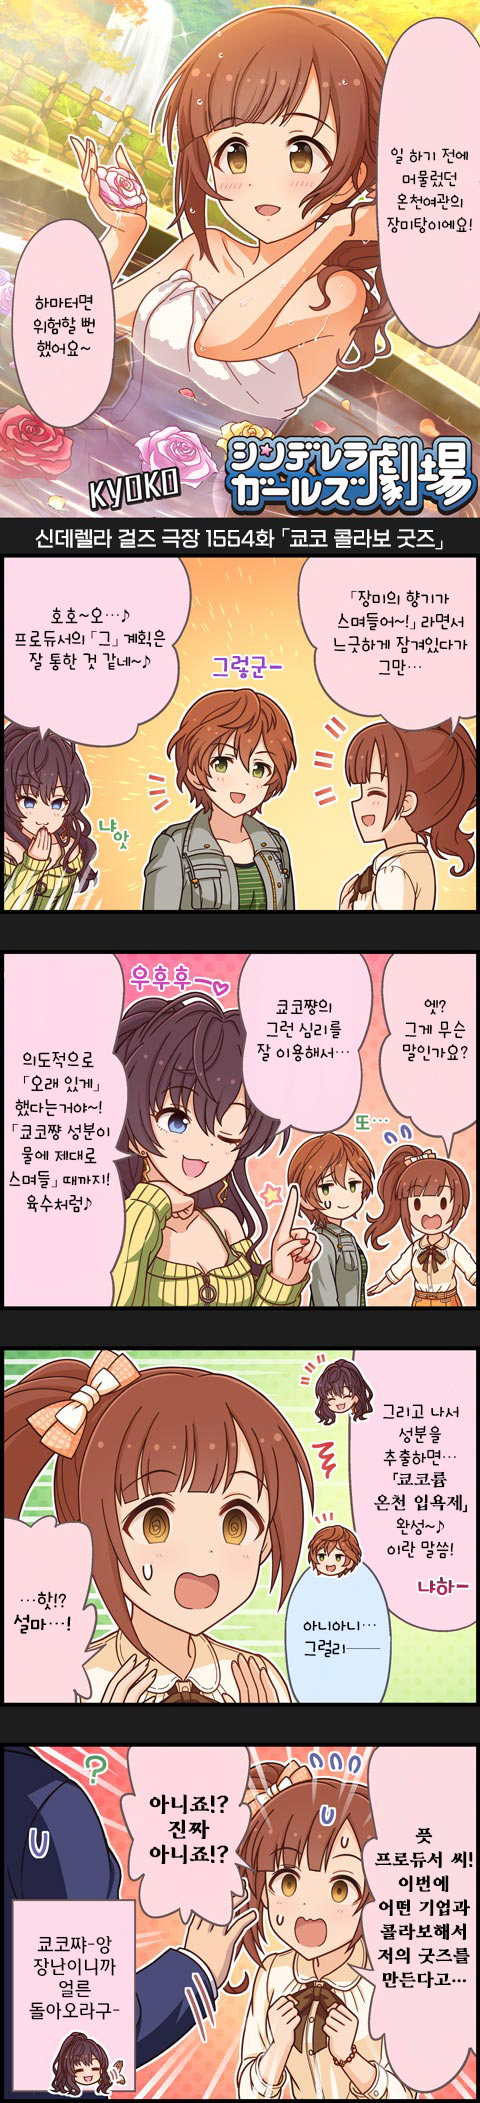 일 하기 전에
머물렀던
온천여관의
장미탕이에요!
하마터면
위험할 뻔
했어요~
KYOKO
シンデレラ
ガールズ劇場
신데렐라 걸즈 극장 1554화 「쿄코 콜라보 굿즈」
「장미의 향기가
스며들어~!」 라면서
느긋하게 잠겨있다가
그만…
그렇군ー
호호~오…♪
프로듀서의 「그」 계획은
잘 통한 것 같네~♪
냐앗
엣?
그게 무슨
말인가요?
쿄코쨩의
그런 심리를
잘 이용해서…
또…
우후후ー♡
의도적으로
「오래 있게」
했다는거야~!
「쿄코쨩 성분이
물에 제대로
스며들」 때까지!
육수처럼♪
그리고 나서
성분을
추출하면…
「쿄코륨
온천 입욕제」
완성~♪
이란 말씀!
냐하ー
아니아니…
그럴리──
…핫!?
설마…!
풋
프로듀서 씨!
이번에
어떤 기업과
콜라보해서
저의 굿즈를
만든다고…
아니죠!?
진짜
아니죠!?
?
쿄코쨔-앙
장난이니까
얼른
돌아오라구-